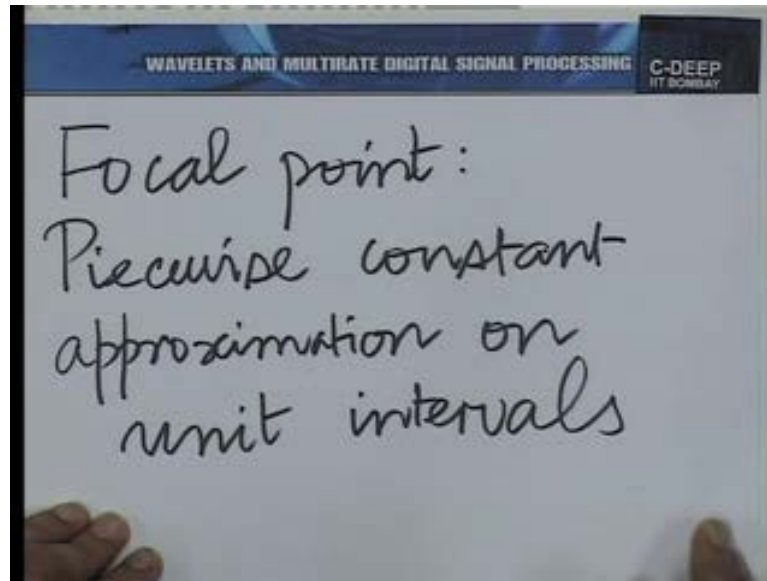 WAVELETS AND MULTIRATE DIGITAL SIGNAL PROCESSING
C-DEEP
IIT BOMBAY
Focal point:
Piecewise constant
approximation on
unit intervals